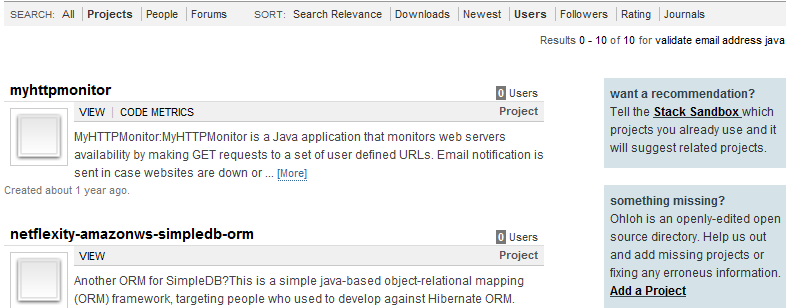 SEARCH: All Projects People Forums SORT: Search Relevance Downloads Newest Users Followers Rating Journals
Results 0 - 10 of 10 for validate email address java
myhttpmonitor
0 Users
VIEW CODE METRICS
Project
MyHTTPMonitor:MyHTTPMonitor is a Java application that monitors web servers
availability by making GET requests to a set of user defined URLs. Email notification is
sent in case websites are down or ... [More]
Created about 1 year ago.
netflexity-amazonws-simpledb-orm
0 Users
VIEW
Project
Another ORM for SimpleDB?This is a simple java-based object-relational mapping
(ORM) framework, targeting people who used to develop against Hibernate ORM.
want a recommendation?
Tell the Stack Sandbox which
projects you already use and it
will suggest related projects.
something missing?
Ohloh is an openly-edited open
source directory. Help us out
and add missing projects or
fixing any erroneus information.
Add a Project